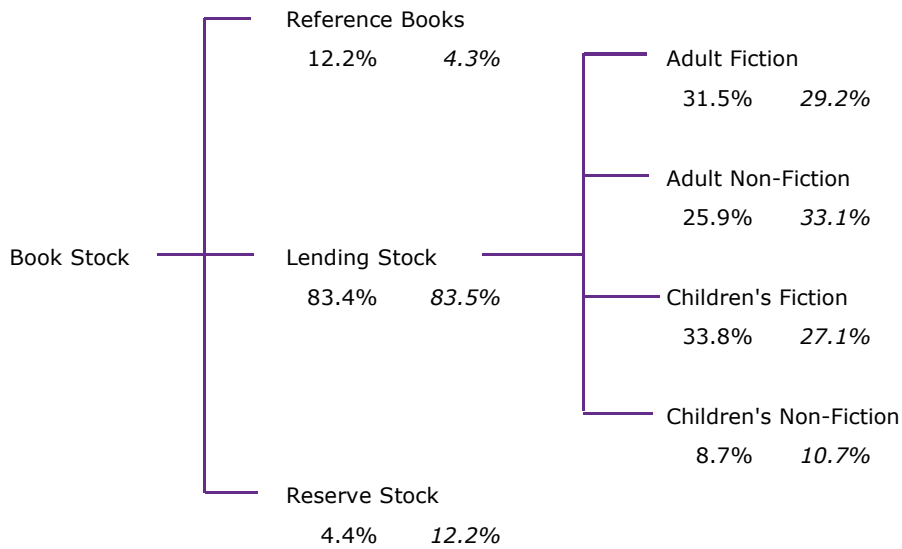 Reference Books
12.2% 4.3%
Adult Fiction
31.5% 29.2%
Adult Non-Fiction
25.9% 33.1%
Book Stock
Lending Stock
83.4% 83.5%
Children's Fiction
33.8% 27.1%
Children's Non-Fiction
8.7% 10.7%
Reserve Stock
4.4% 12.2%